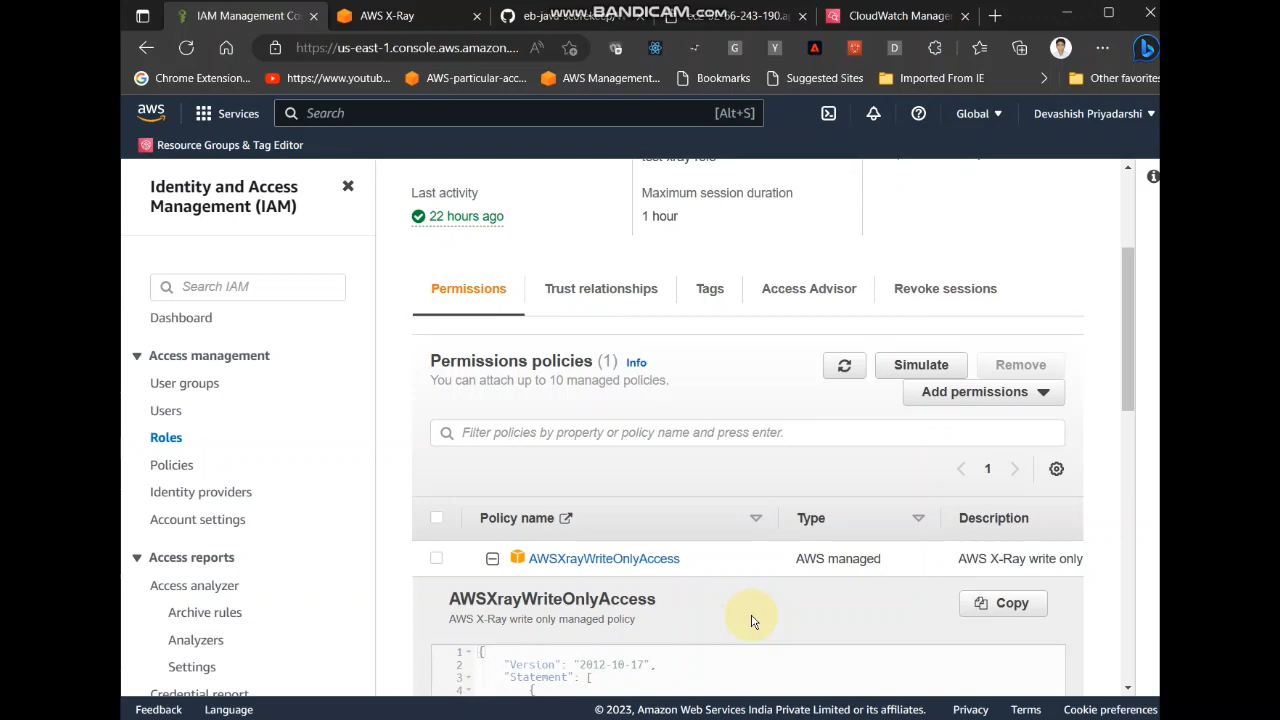 IAM Management Co
AWS X-Ray
CloudWatch Manage
www.BANDICAM.com
https://us-east-1.console.aws.amazon....
Chrome Extension...
https://www.youtub...
AWS-particular-acc...
AWS Management...
Bookmarks
Suggested Sites
Imported From IE
Other favorites
aws
Services
Search
[Alt+S]
Global
Devashish Priyadarshi
Resource Groups & Tag Editor
Identity and Access
Management (IAM)
Search IAM
Dashboard
Access management
User groups
Users
Roles
Policies
Identity providers
Account settings
Access reports
Access analyzer
Archive rules
Analyzers
Settings
Credential report
Last activity
22 hours ago
Maximum session duration
1 hour
Permissions
Trust relationships
Tags
Access Advisor
Revoke sessions
Permissions policies (1)
Info
You can attach up to 10 managed policies.
Simulate
Remove
Add permissions
Filter policies by property or policy name and press enter.
1
Policy name
Type
Description
AWSXrayWriteOnlyAccess
AWS managed
AWS X-Ray write only
AWSXrayWriteOnlyAccess
AWS X-Ray write only managed policy
Copy
1 {
2 "Version": "2012-10-17",
3 "Statement": [
4 {
Feedback
Language
© 2023, Amazon Web Services India Private Limited or its affiliates.
Privacy
Terms
Cookie preferences